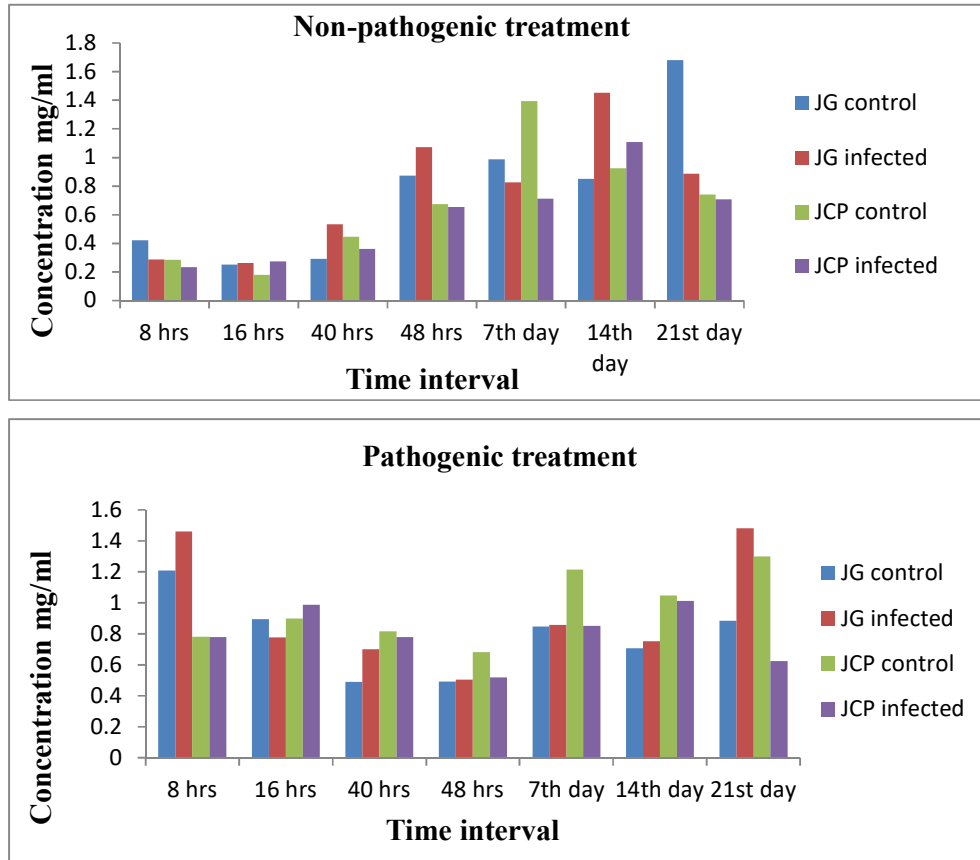 Non-pathogenic treatment
Concentration mg/ml
1.8
1.6
1.4
1.2
1
0.8
0.6
0.4
0.2
0
8 hrs 16 hrs 40 hrs 48 hrs 7th day 14th day 21st day
Time interval
JG control
JG infected
JCP control
JCP infected
Pathogenic treatment
Concentration mg/ml
1.6
1.4
1.2
1
0.8
0.6
0.4
0.2
0
8 hrs 16 hrs 40 hrs 48 hrs 7th day 14th day 21st day
Time interval
JG control
JG infected
JCP control
JCP infected